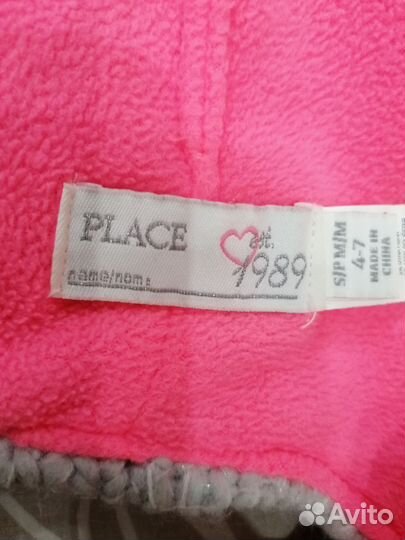 PLACE
est.
1989
name/nom:
S/P M/M
4-7
MADE IN
CHINA
Avito